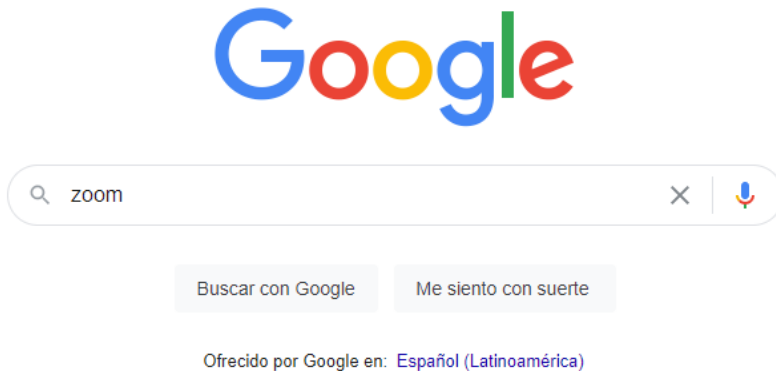 Google
zoom
Buscar con Google Me siento con suerte
Ofrecido por Google en: Español (Latinoamérica)